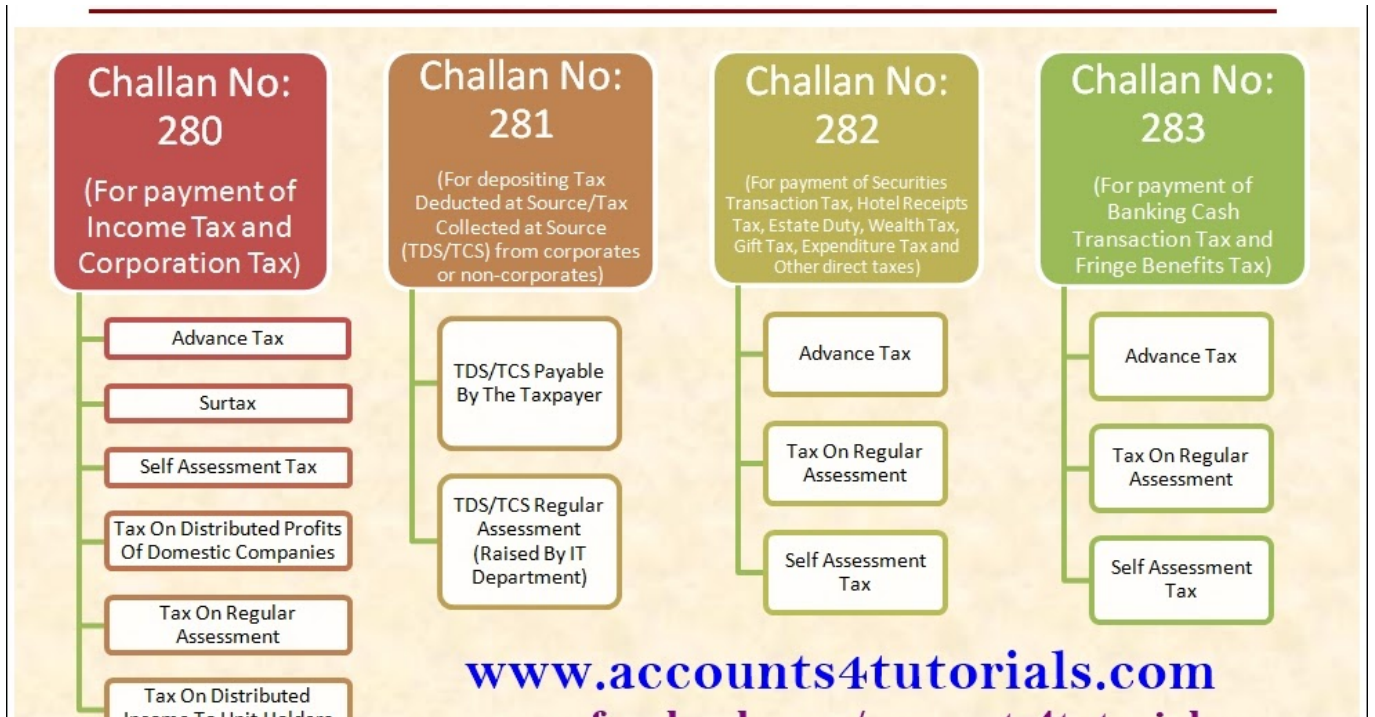 Challan No:
280
(For payment of
Income Tax and
Corporation Tax)
Advance Tax
Surtax
Self Assessment Tax
Tax On Distributed Profits
Of Domestic Companies
Tax On Regular
Assessment
Tax On Distributed
Income To Unit Holders
Challan No:
281
(For depositing Tax
Deducted at Source/Tax
Collected at Source
(TDS/TCS) from corporates
or non-corporates)
TDS/TCS Payable
By The Taxpayer
TDS/TCS Regular
Assessment
(Raised By IT
Department)
Challan No:
282
(For payment of Securities
Transaction Tax, Hotel Receipts
Tax, Estate Duty, Wealth Tax,
Gift Tax, Expenditure Tax and
Other direct taxes)
Advance Tax
Tax On Regular
Assessment
Self Assessment
Tax
Challan No:
283
(For payment of
Banking Cash
Transaction Tax and
Fringe Benefits Tax)
Advance Tax
Tax On Regular
Assessment
Self Assessment
Tax
www.accounts4tutorials.com